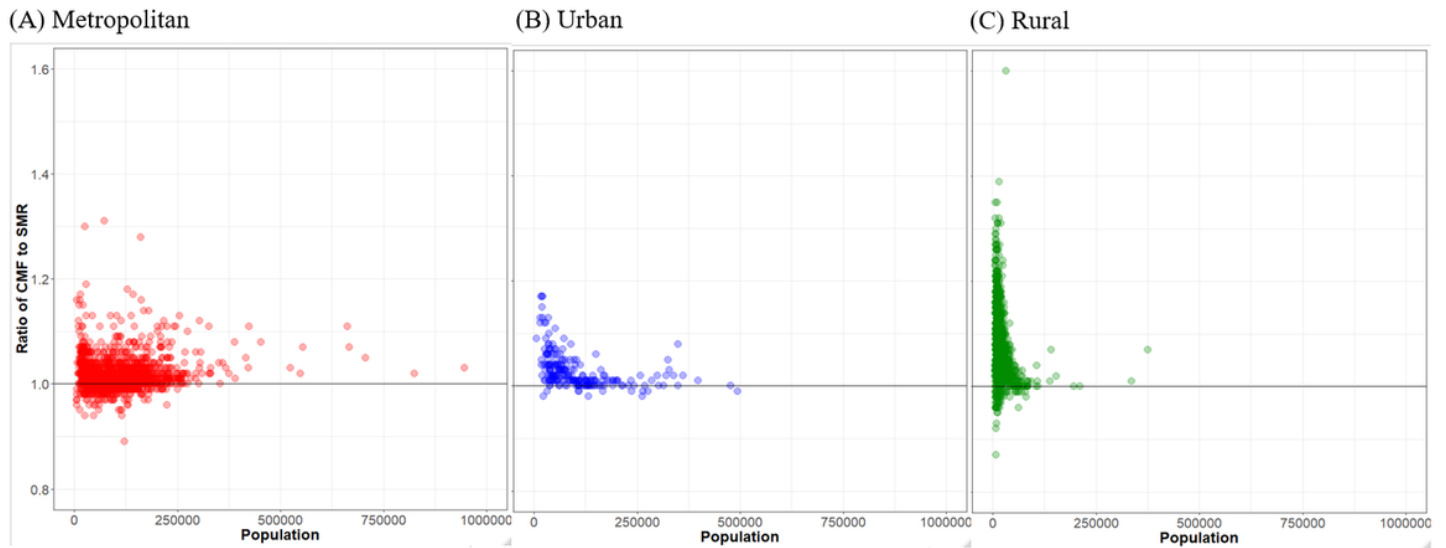 (A) Metropolitan
(B) Urban
(C) Rural
Ratio of CMF to SMR
1.6
1.4
1.2
1.0
0.8
0 250000 500000 750000 1000000
Population
0 250000 500000 750000 1000000
Population
0 250000 500000 750000 1000000
Population